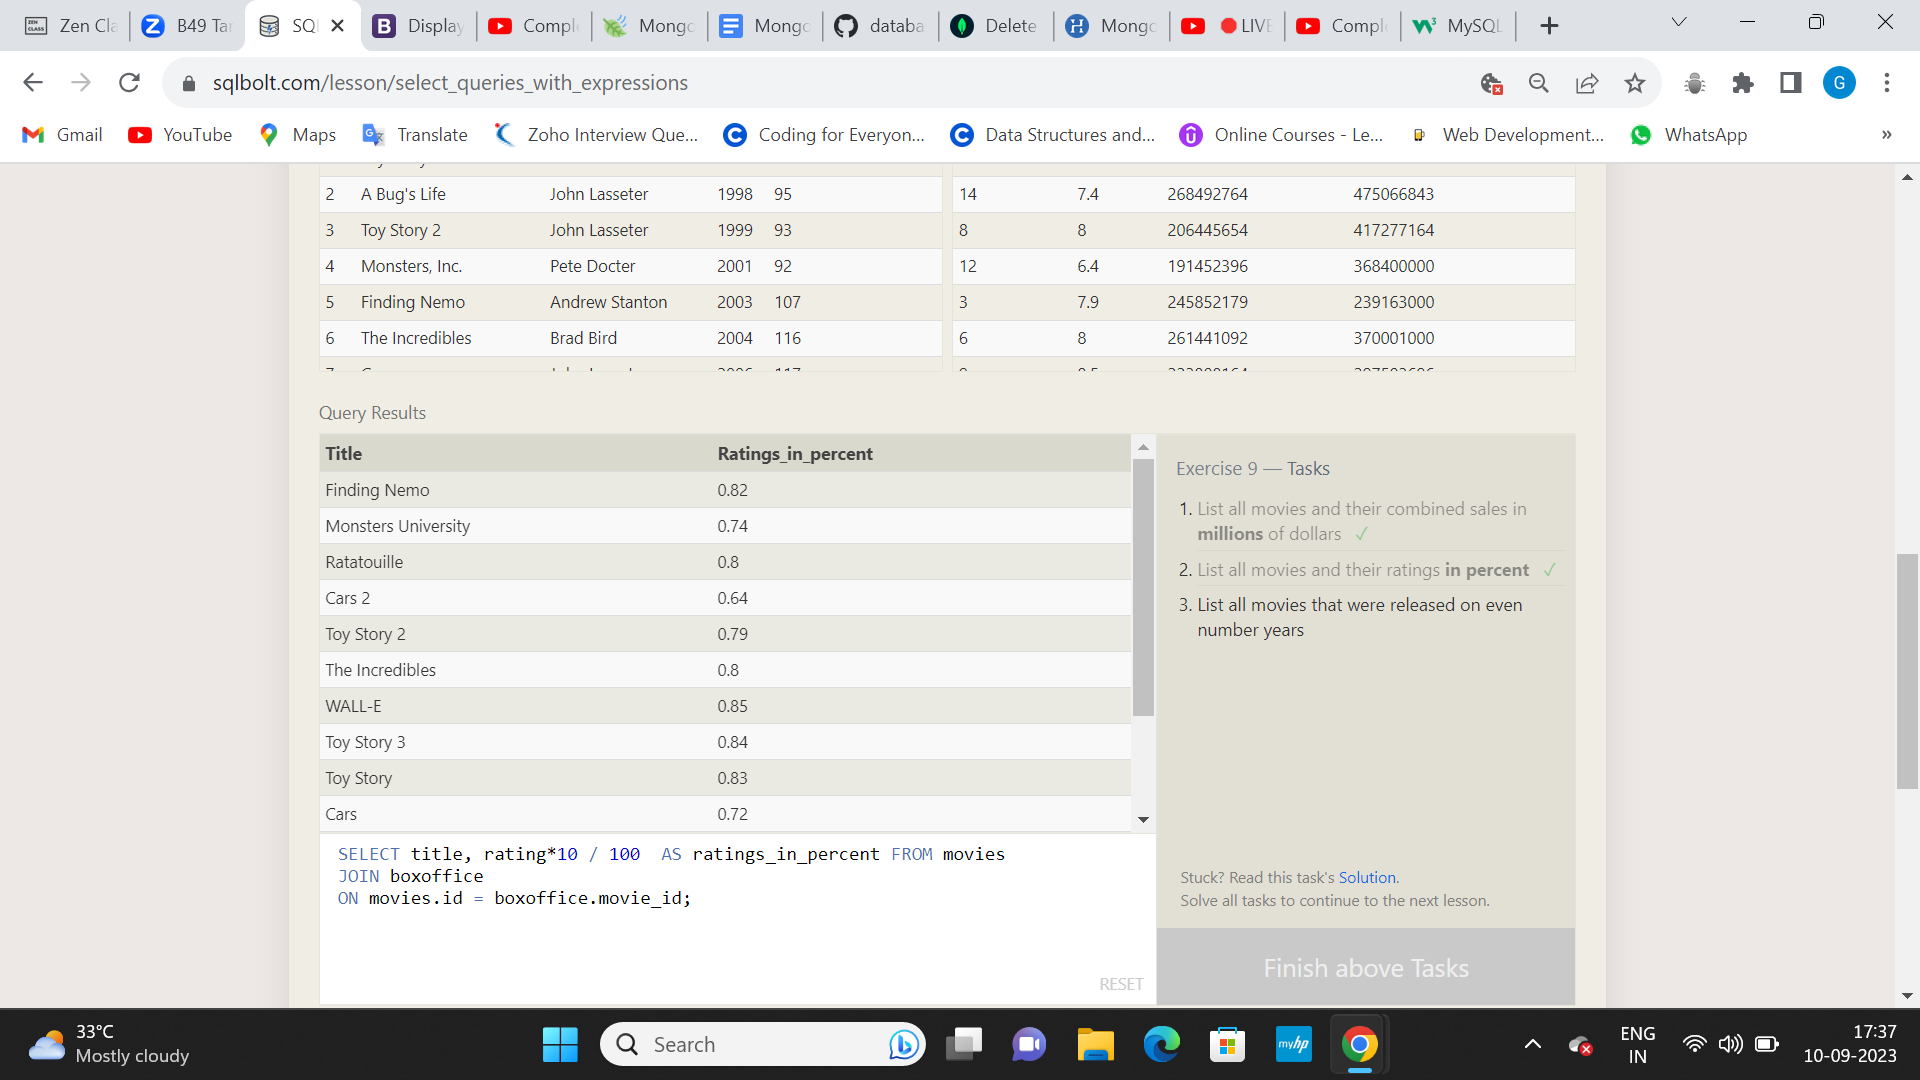 Zen Cla
B49 Tar
SQ
Display
Compl
Mongo
Mongo
databa
Delete
Mongo
LIVE
Compl
MySQL
sqlbolt.com/lesson/select_queries_with_expressions
G
Gmail
YouTube
Maps
Translate
Zoho Interview Que...
Coding for Everyon...
Data Structures and...
Online Courses - Le...
Web Development...
WhatsApp
»
2 A Bug's Life John Lasseter 1998 95
14 7.4 268492764 475066843
3 Toy Story 2 John Lasseter 1999 93
8 8 206445654 417277164
4 Monsters, Inc. Pete Docter 2001 92
12 6.4 191452396 368400000
5 Finding Nemo Andrew Stanton 2003 107
3 7.9 245852179 239163000
6 The Incredibles Brad Bird 2004 116
6 8 261441092 370001000
Query Results
Title Ratings_in_percent
Finding Nemo 0.82
Monsters University 0.74
Ratatouille 0.8
Cars 2 0.64
Toy Story 2 0.79
The Incredibles 0.8
WALL-E 0.85
Toy Story 3 0.84
Toy Story 0.83
Cars 0.72
SELECT title, rating*10 / 100 AS ratings_in_percent FROM movies
JOIN boxoffice
ON movies.id = boxoffice.movie_id;
RESET
Exercise 9 — Tasks
1. List all movies and their combined sales in
millions of dollars ✓
2. List all movies and their ratings in percent ✓
3. List all movies that were released on even
number years
Stuck? Read this task's Solution.
Solve all tasks to continue to the next lesson.
Finish above Tasks
33°C
Mostly cloudy
Search
myhp
ENG
IN
17:37
10-09-2023